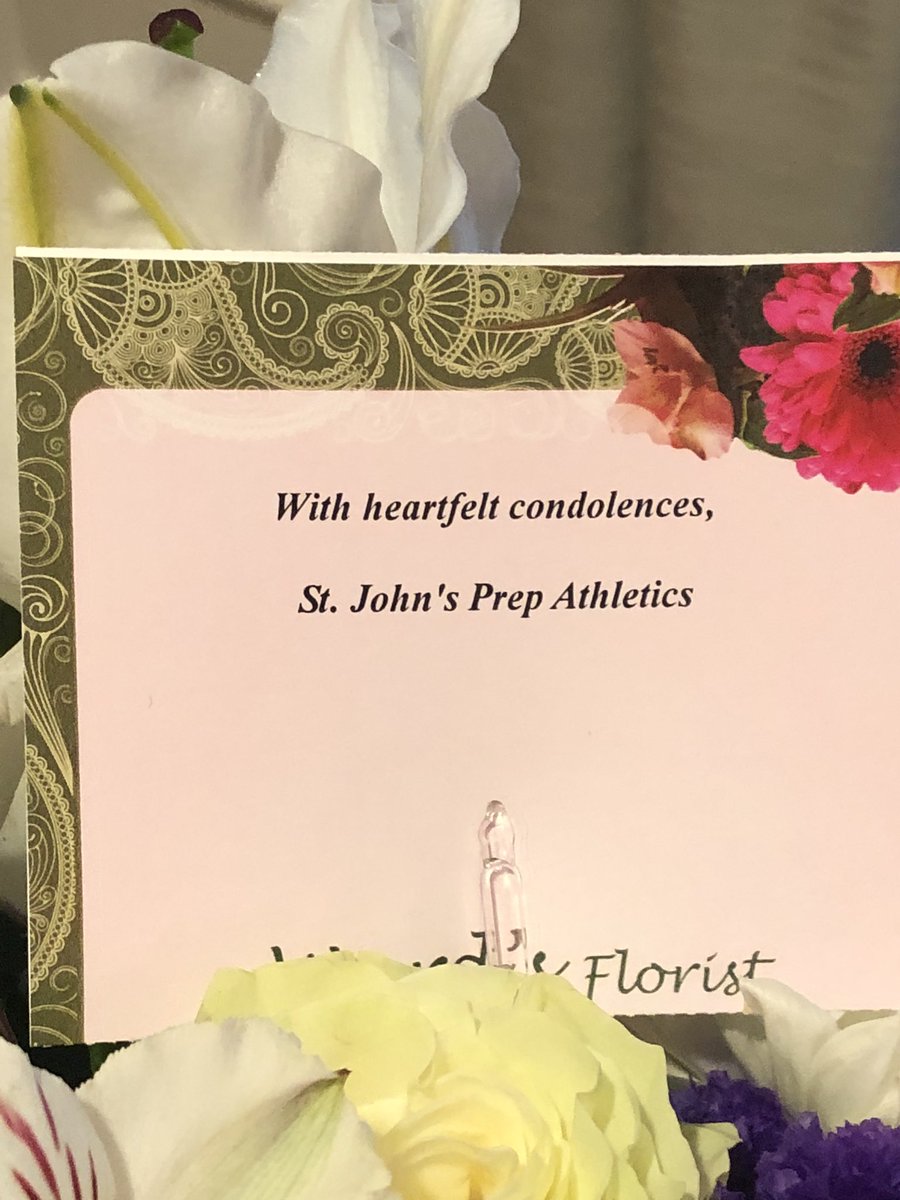 With heartfelt condolences,
St. John's Prep Athletics
Florist